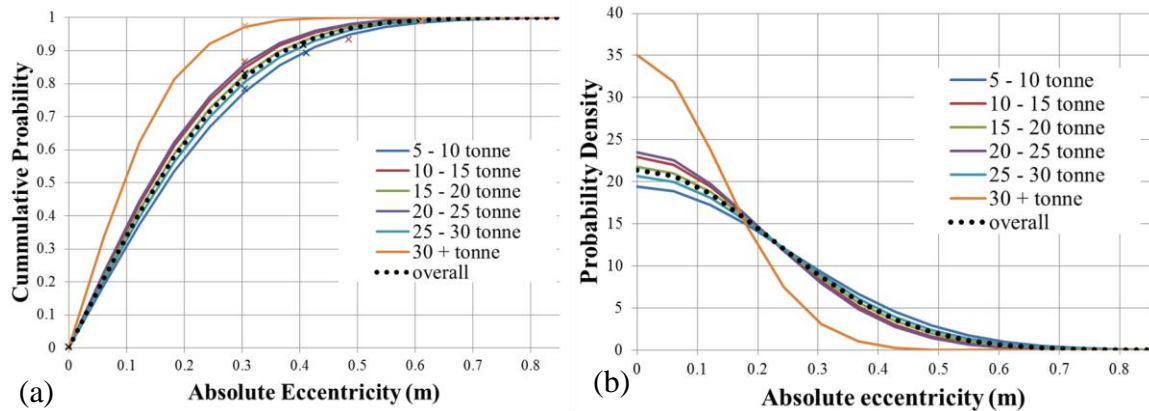 Cummulative Proability
1
0.9
0.8
0.7
0.6
0.5
0.4
0.3
0.2
0.1
0
5 - 10 tonne
10 - 15 tonne
15 - 20 tonne
20 - 25 tonne
25 - 30 tonne
30 + tonne
overall
0 0.1 0.2 0.3 0.4 0.5 0.6 0.7 0.8
Absolute Eccentricity (m)
(a)
Probability Density
40
35
30
25
20
15
10
5
0
5 - 10 tonne
10 - 15 tonne
15 - 20 tonne
20 - 25 tonne
25 - 30 tonne
30 + tonne
overall
0 0.1 0.2 0.3 0.4 0.5 0.6 0.7 0.8
Absolute eccentricity (m)
(b)